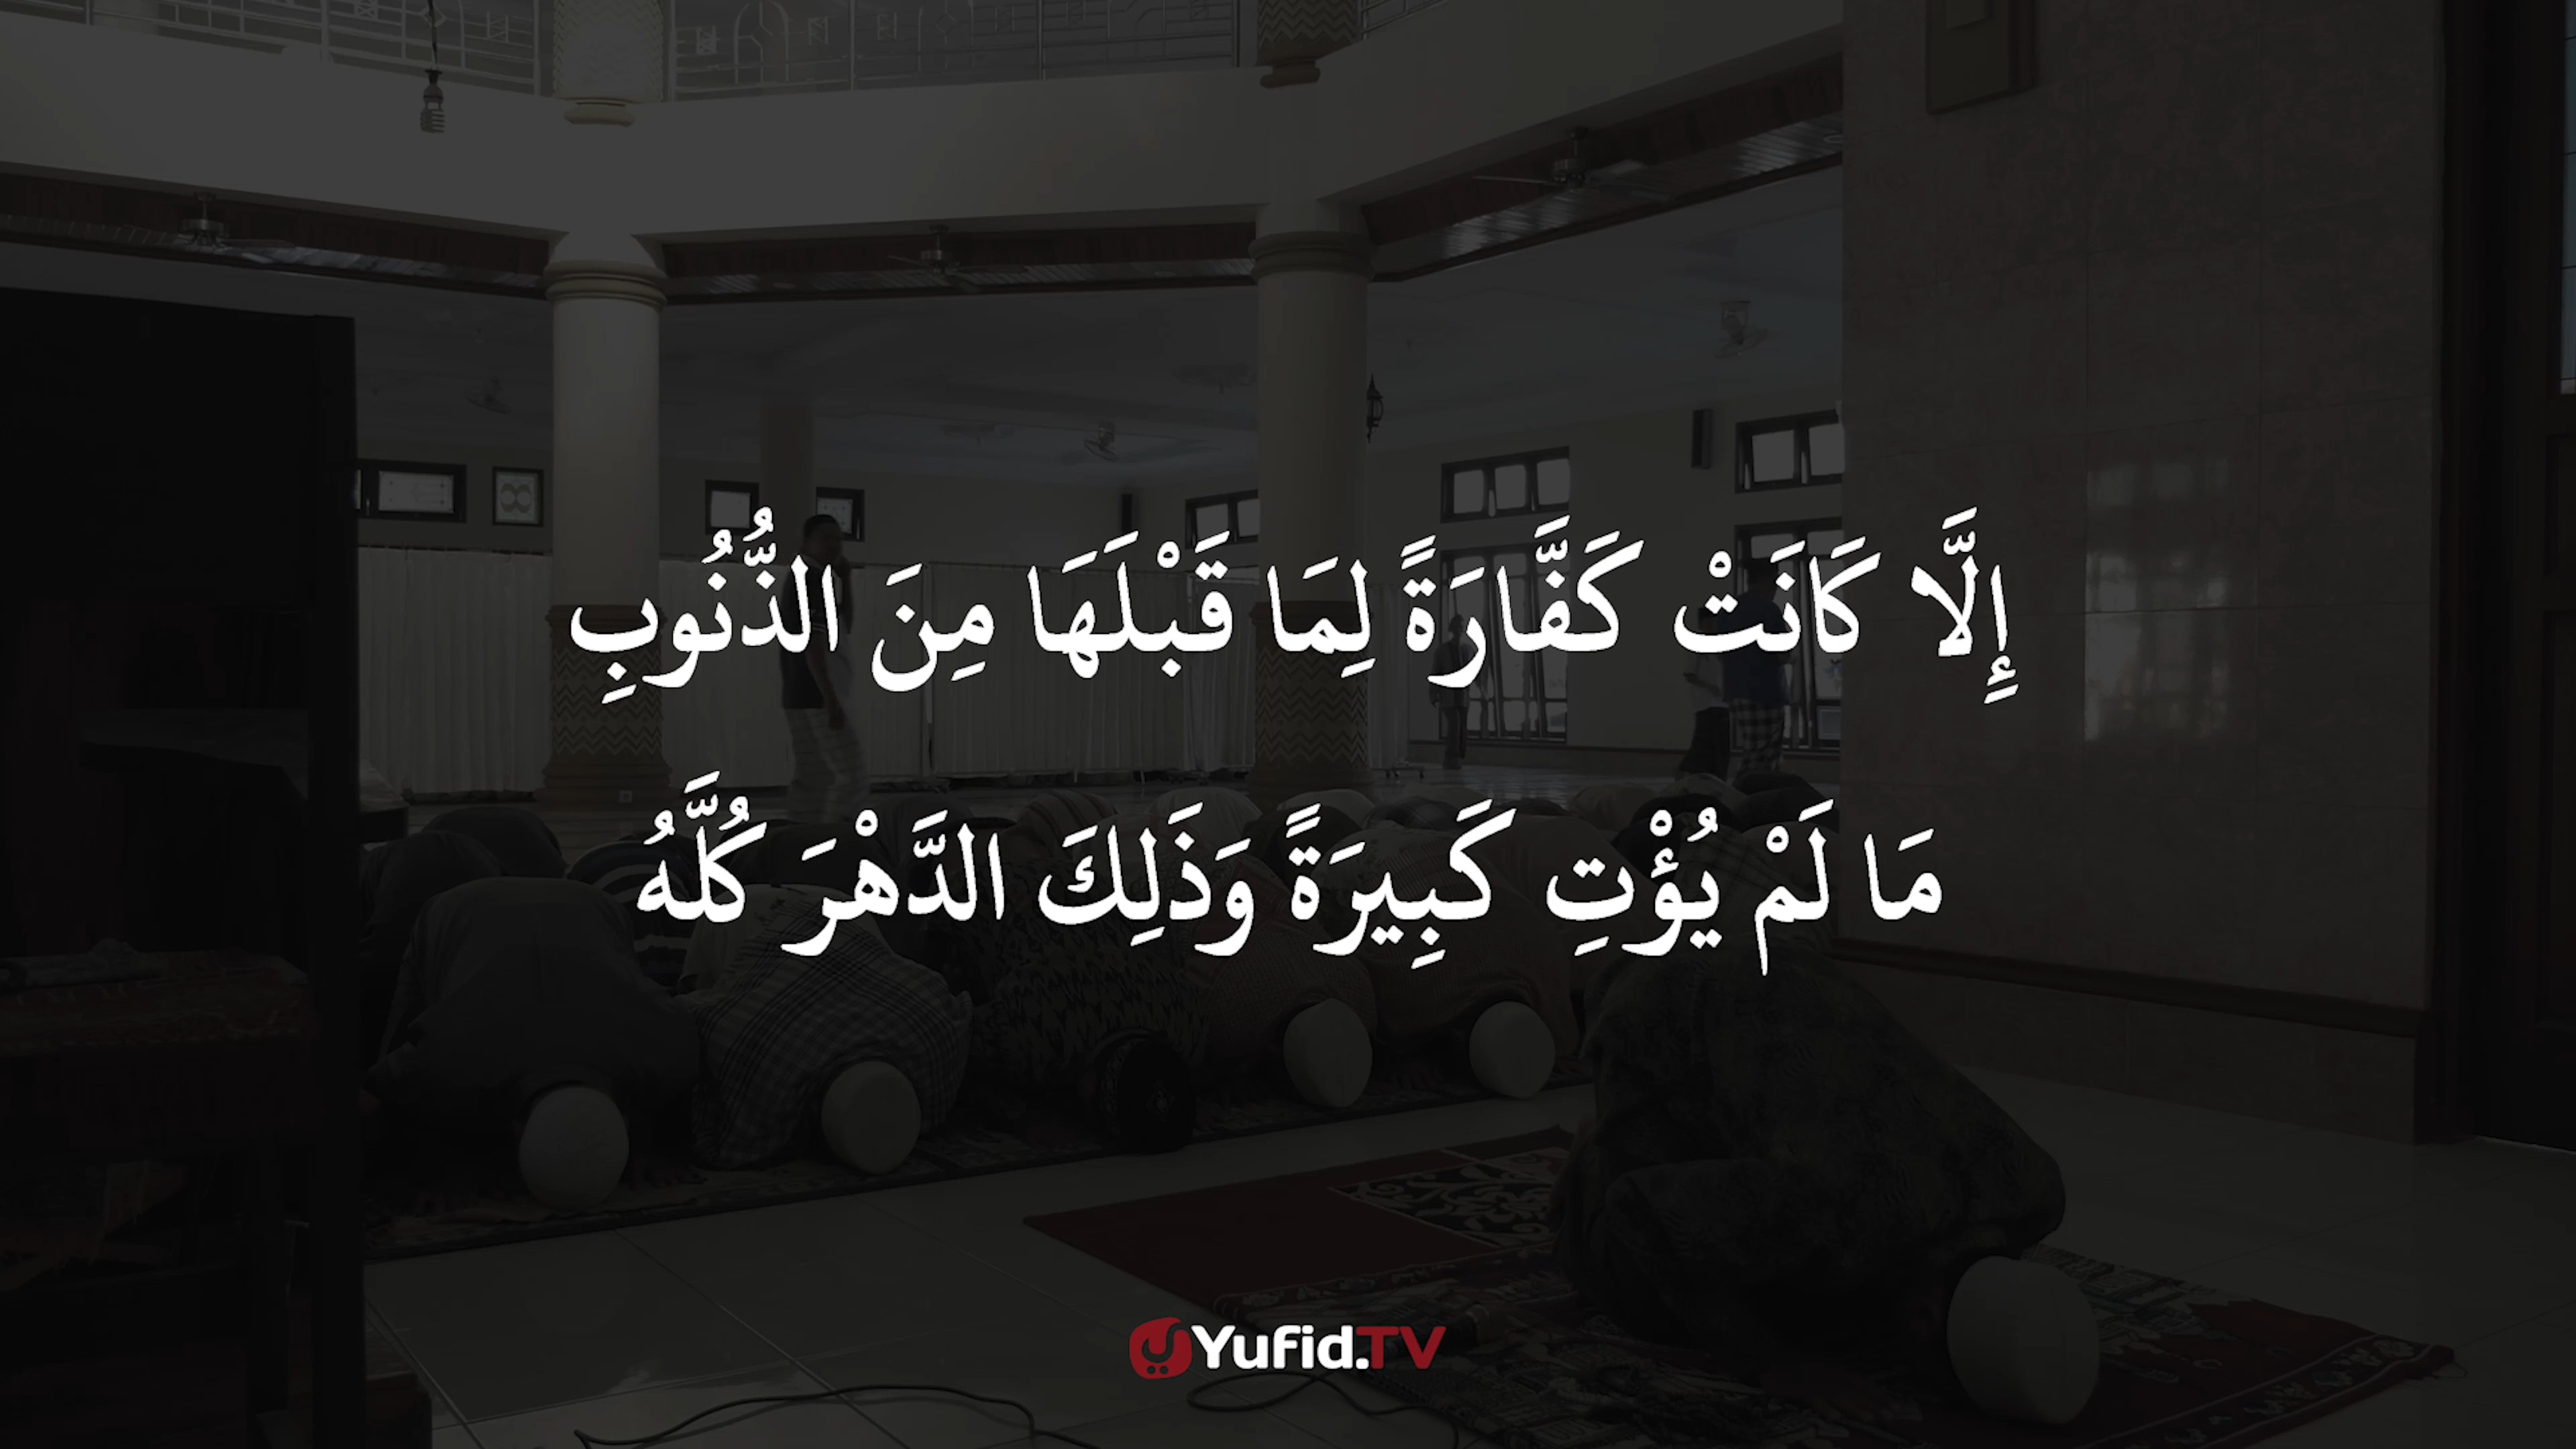 إِلَّا كَانَتْ كَفَّارَةً لِمَا قَبْلَهَا مِنَ الذُّنُوبِ
مَا لَمْ يُؤْتِ كَبِيرَةً وَذَلِكَ الدَّهْرَ كُلَّهُ
Yufid.TV